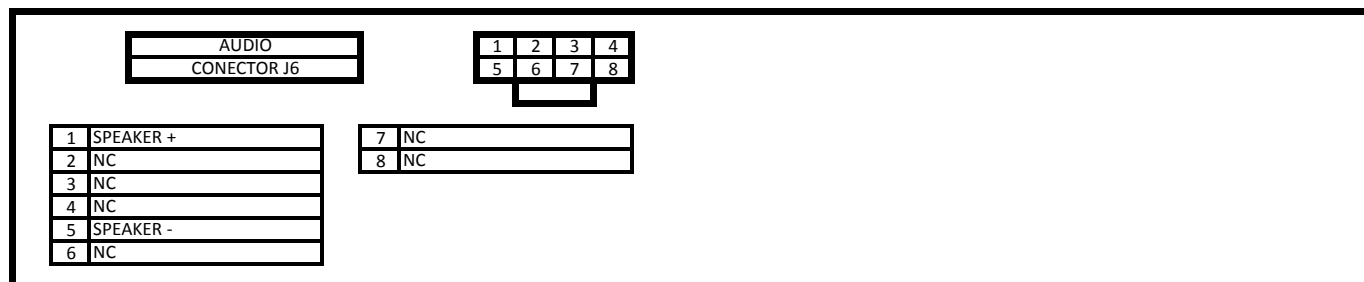 AUDIO
CONECTOR J6
1 2 3 4
5 6 7 8
1 SPEAKER +
2 NC
3 NC
4 NC
5 SPEAKER -
6 NC
7 NC
8 NC